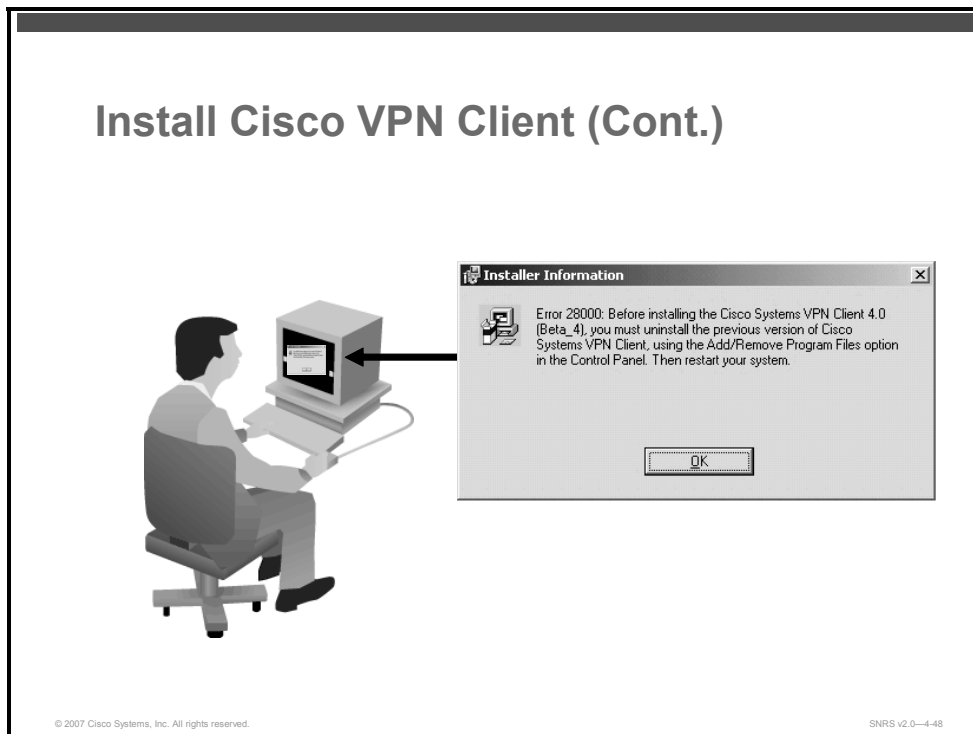 Install Cisco VPN Client (Cont.)
Installer Information
Error 28000: Before installing the Cisco Systems VPN Client 4.0
(Beta_4), you must uninstall the previous version of Cisco
Systems VPN Client, using the Add/Remove Program Files option
in the Control Panel. Then restart your system.
OK
© 2007 Cisco Systems, Inc. All rights reserved.
SNRS v2.0—4-48